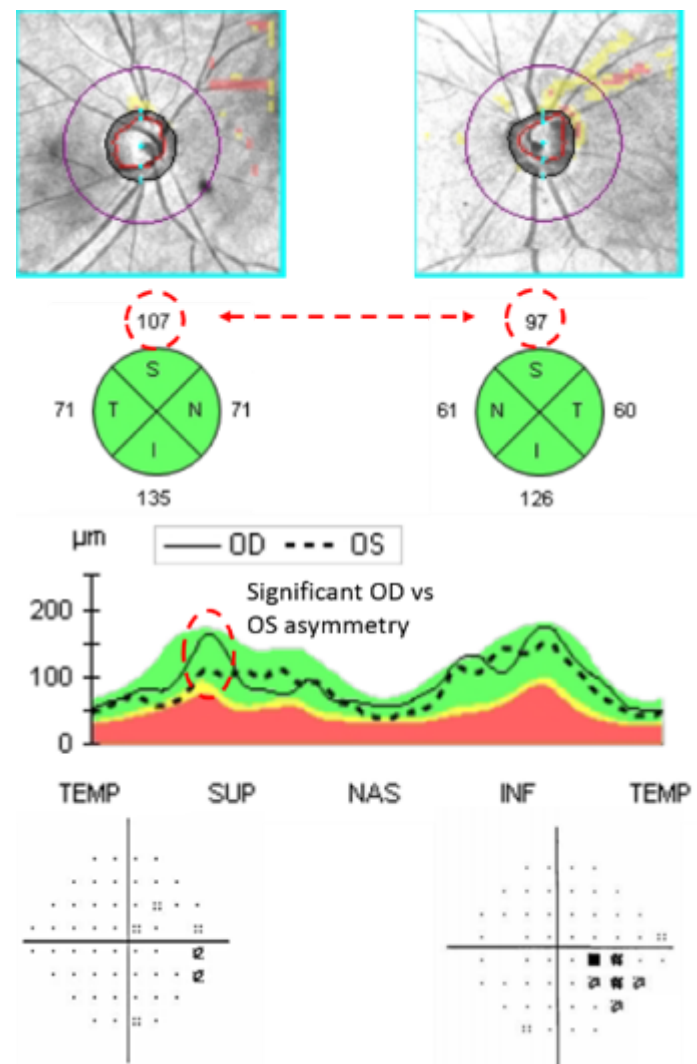 107 97
S S
71 T N 71 61 N T 60
I I
135 126
µm
OD OS
Significant OD vs
OS asymmetry
200
100
0
TEMP SUP NAS INF TEMP